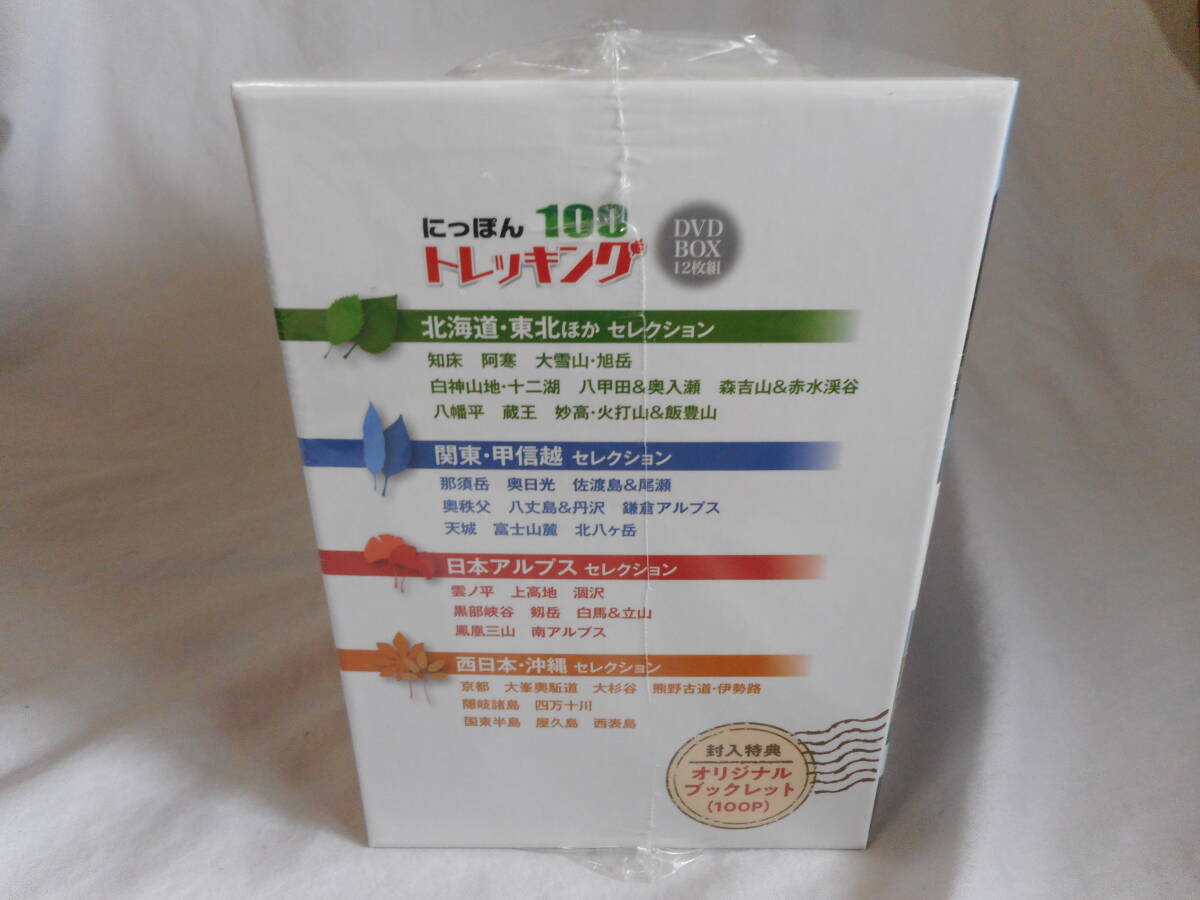 にっぽん 100
トレッキング
DVD
BOX
12枚組
北海道・東北ほか セレクション
知床 阿寒 大雪山・旭岳
白神山地・十二湖 八甲田&奥入瀬 森吉山&赤水渓谷
八幡平 蔵王 妙高・火打山&飯豊山
関東・甲信越 セレクション
那須岳 奥日光 佐渡島&尾瀬
奥秩父 八丈島&丹沢 鎌倉アルプス
天城 富士山麓 北八ヶ岳
日本アルプス セレクション
雲ノ平 上高地 涸沢
黒部峡谷 剱岳 白馬&立山
鳳凰三山 南アルプス
西日本・沖縄 セレクション
京都 大峯奥駈道 大杉谷 熊野古道・伊勢路
隠岐諸島 四万十川
国東半島 屋久島 西表島
封入特典
オリジナル
ブックレット
(100P)